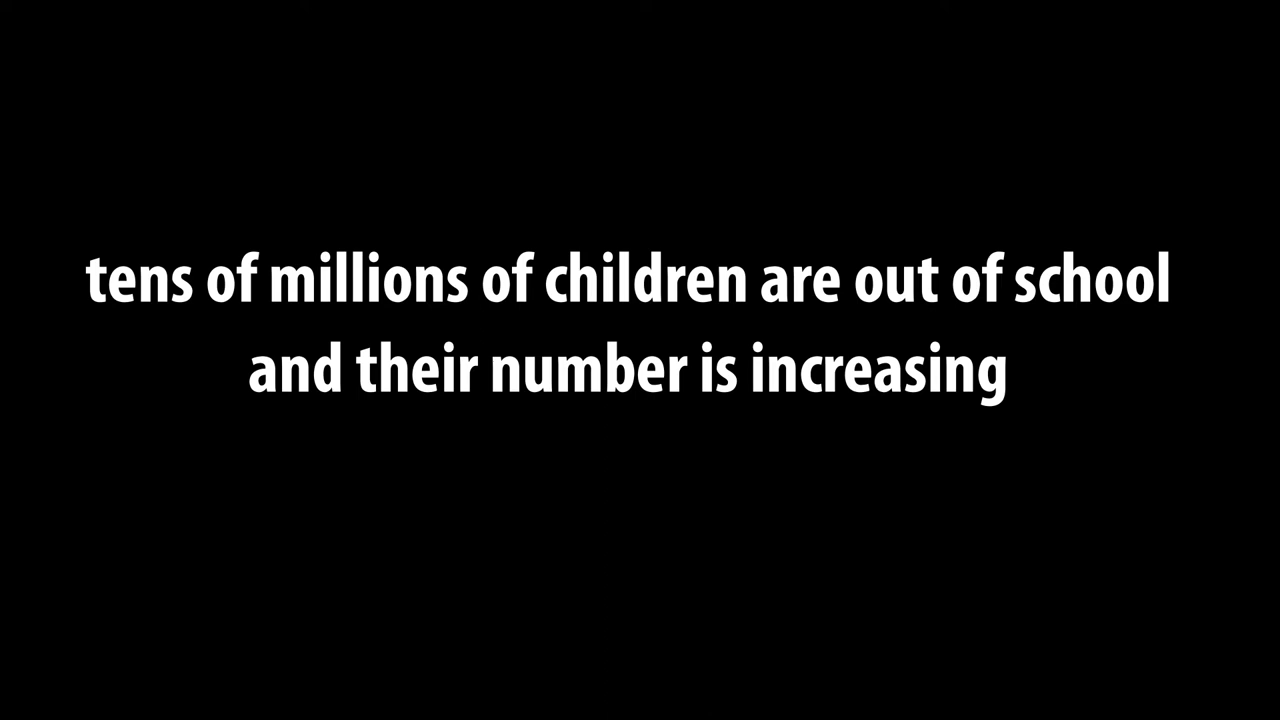 tens of millions of children are out of school
and their number is increasing